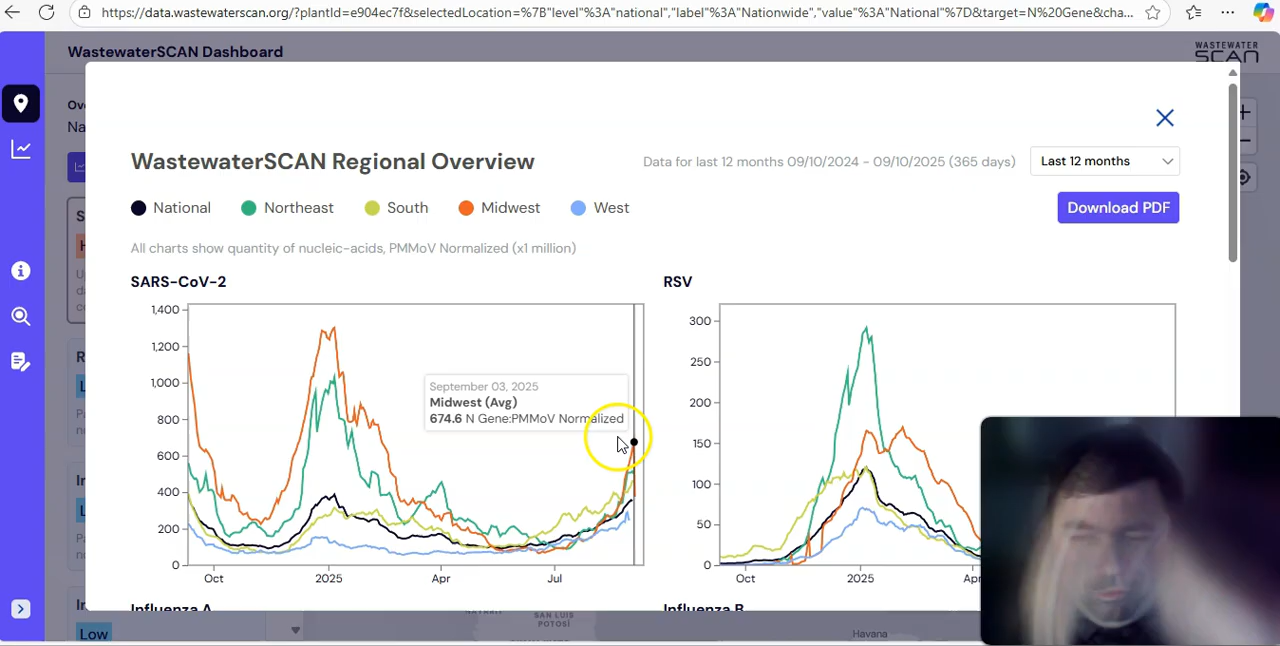 https://data.wastewaterscan.org/?plantId=e904ec7f&selectedLocation=%7B"level"%3A"national","label"%3A"Nationwide","value"%3A"National"%7D&target=N%20Gene&cha...
WastewaterSCAN Dashboard
WASTEWATER
SCAN
WastewaterSCAN Regional Overview
Data for last 12 months 09/10/2024 - 09/10/2025 (365 days)
Last 12 months
National
Northeast
South
Midwest
West
Download PDF
All charts show quantity of nucleic-acids, PMMoV Normalized (x1 million)
SARS-CoV-2
RSV
1,400
1,200
1,000
800
600
400
200
0
Oct
2025
Apr
Jul
September 03, 2025
Midwest (Avg)
674.6 N Gene:PMMoV Normalized
300
250
200
150
100
50
0
Oct
2025
Apr
Influenza A
Influenza B
Low
SAN LUIS
POTOSÍ
Havana